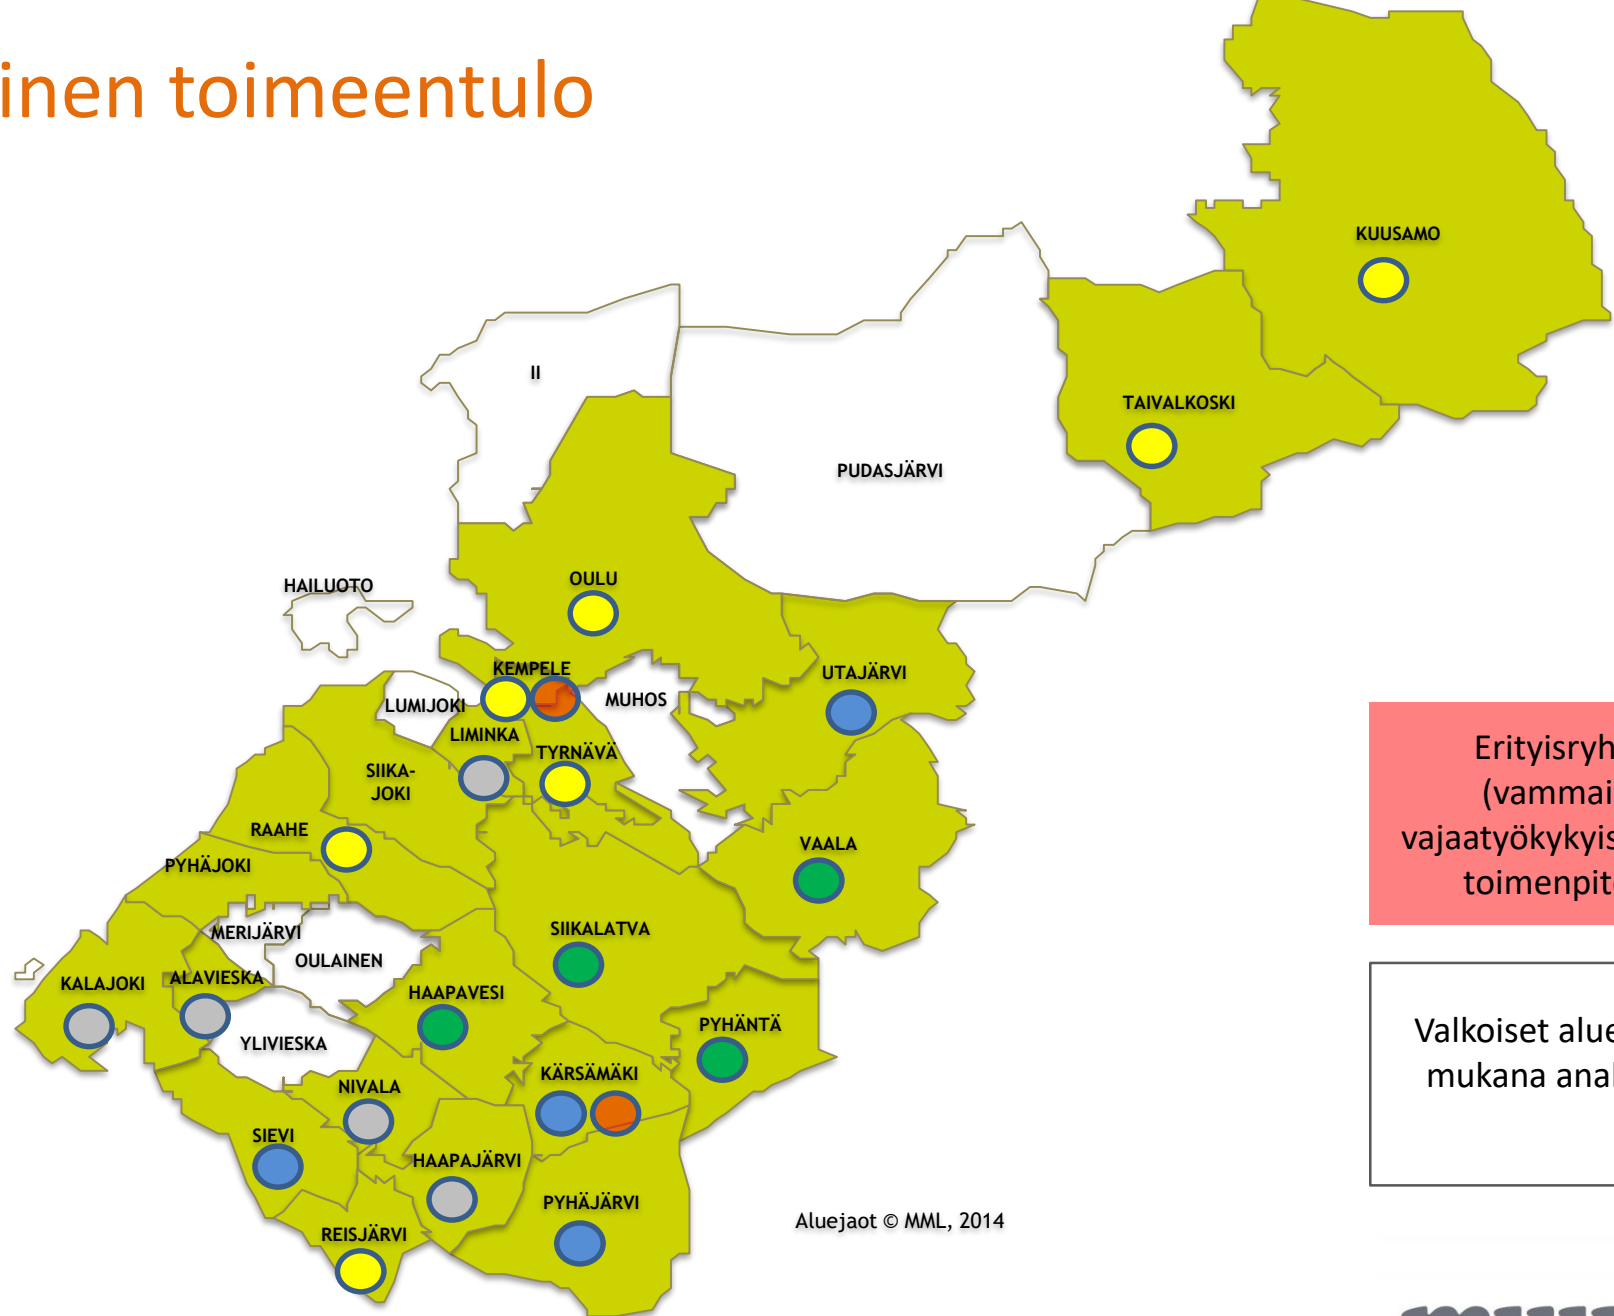 inen toimeentulo
KUUSAMO
II
TAIVALKOSKI
PUDASJÄRVI
HAILUOTO
OULU
KEMPELE
UTAJÄRVI
LUMIJOKI
MUHOS
LIMINKA
TYRNÄVÄ
SIIKA-
JOKI
RAAHE
VAALA
PYHÄJOKI
SIIKALATVA
MERIJÄRVI
OULAINEN
KALAJOKI
ALAVIESKA
HAAPAVESI
PYHÄNTÄ
YLIVIESKA
KÄRSÄMÄKI
NIVALA
SIEVI
HAAPAJÄRVI
PYHÄJÄRVI
REISJÄRVI
Aluejaot © MML, 2014
Erityisryh
(vammai
vajaatyökykyis
toimenpit
Valkoiset alue
mukana anal